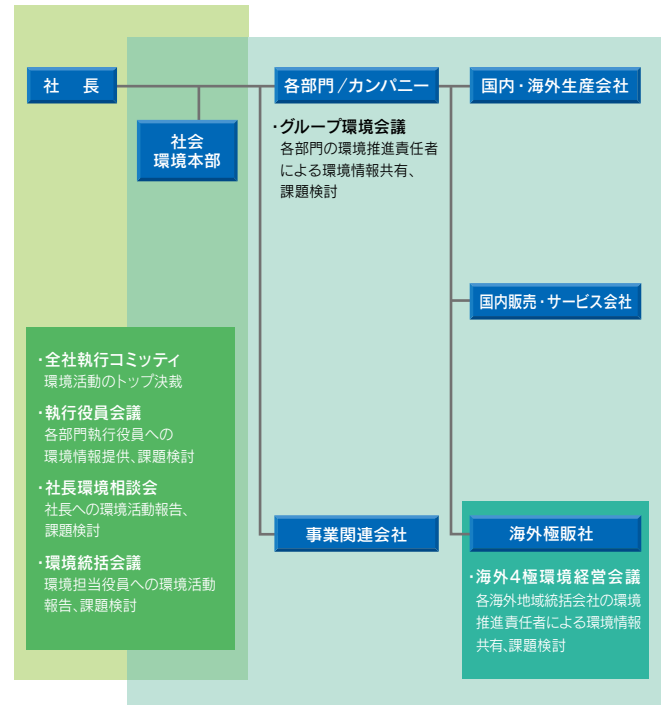 社 長
各部門/カンパニー
国内・海外生産会社
社会
環境本部
・グループ環境会議
各部門の環境推進責任者
による環境情報共有、
課題検討
国内販売・サービス会社
・全社執行コミッティ
環境活動のトップ決裁
・執行役員会議
各部門執行役員への
環境情報提供、課題検討
・社長環境相談会
社長への環境活動報告、
課題検討
・環境統括会議
環境担当役員への環境活動
報告、課題検討
事業関連会社
海外極販社
・海外4極環境経営会議
各海外地域統括会社の環境
推進責任者による環境情報
共有、課題検討